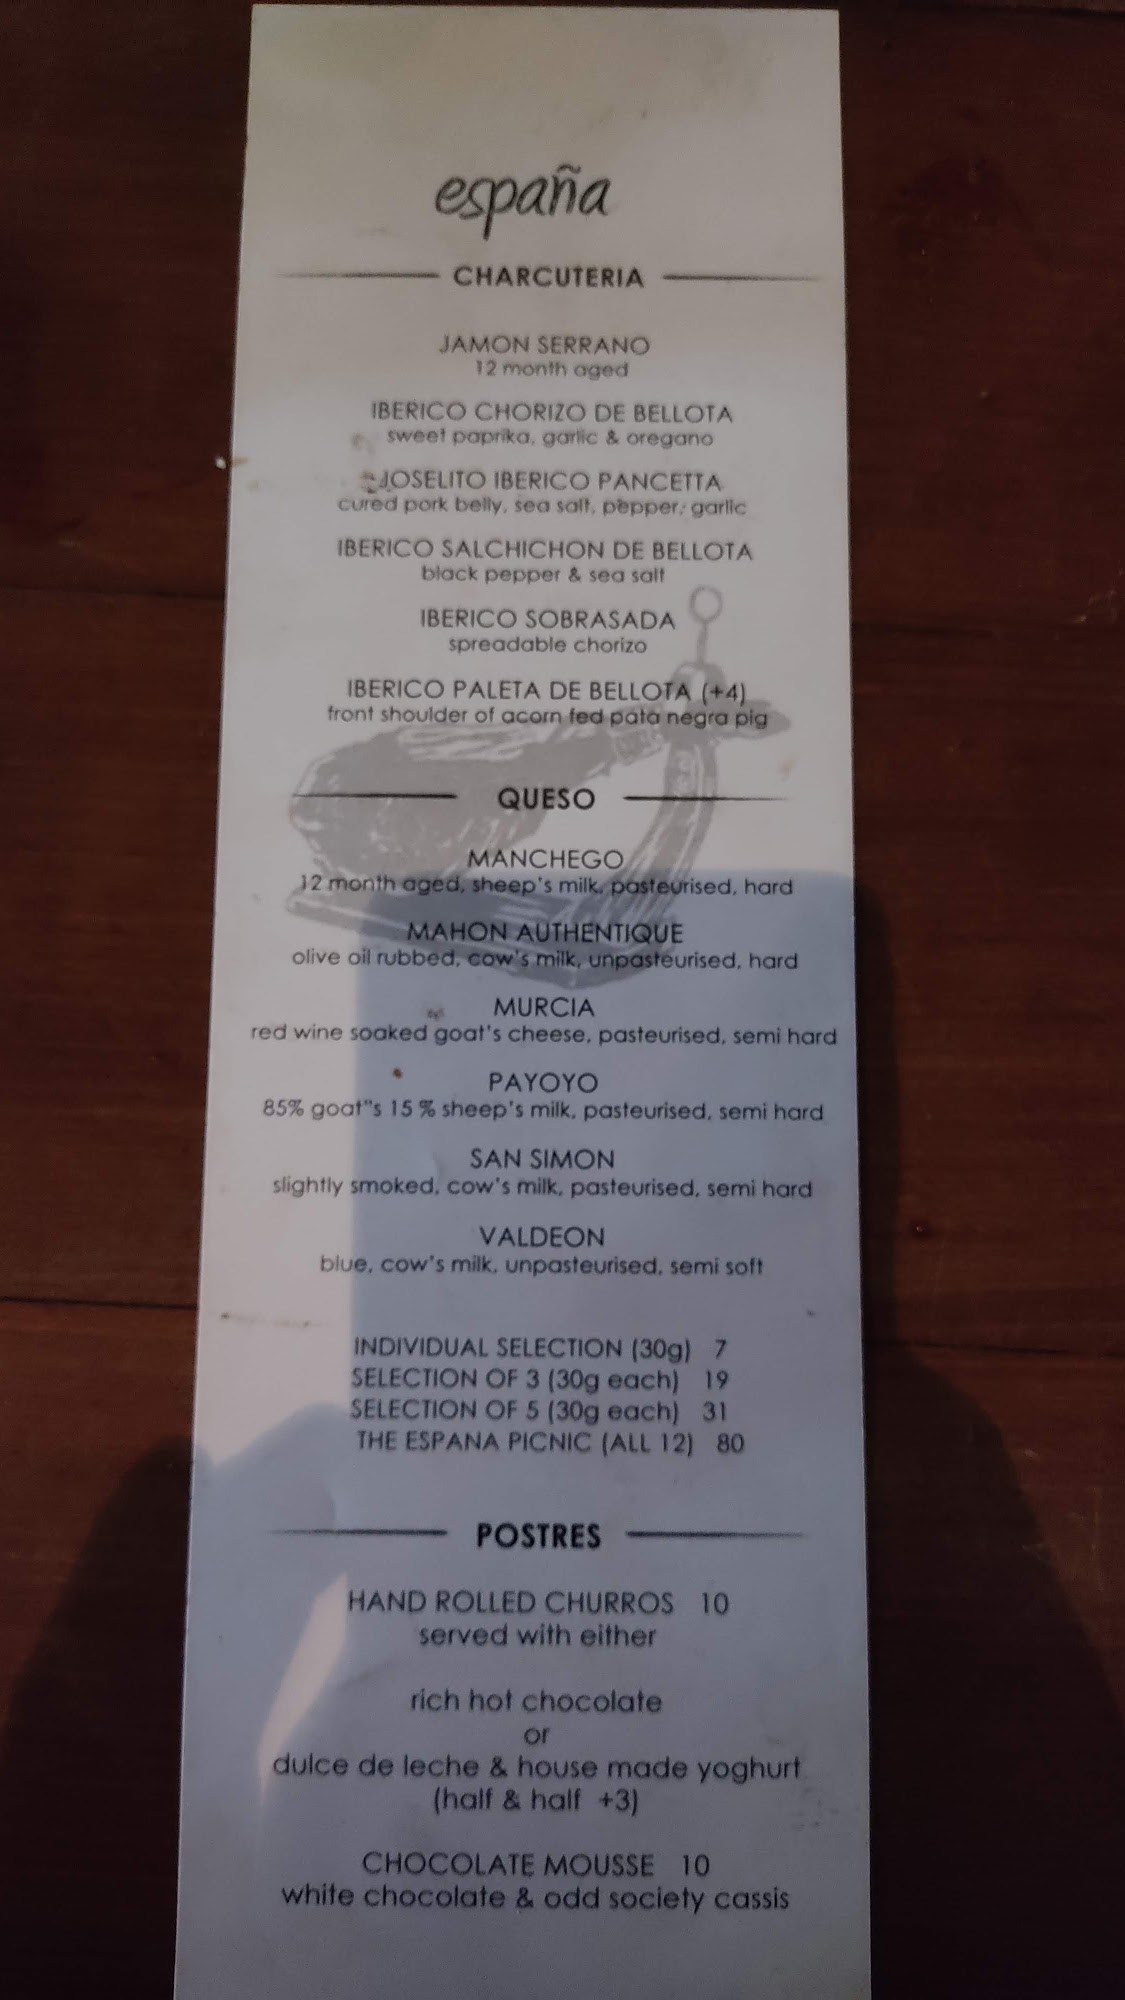 españa
CHARCUTERIA
JAMON SERRANO
12 month aged
IBERICO CHORIZO DE BELLOTA
sweet paprika, garlic & oregano
JOSELITO IBERICO PANCETTA
cured pork belly, sea salt, pepper, garlic
IBERICO SALCHICHON DE BELLOTA
black pepper & sea salt
IBERICO SOBRASADA
spreadable chorizo
IBERICO PALETA DE BELLOTA (+4)
front shoulder of acorn fed pata negra pig
QUESO
MANCHEGO
12 month aged, sheep's milk, pasteurised, hard
MAHON AUTHENTIQUE
olive oil rubbed, cow's milk, unpasteurised, hard
MURCIA
red wine soaked goat's cheese, pasteurised, semi hard
PAYOYO
85% goat"s 15 % sheep's milk, pasteurised, semi hard
SAN SIMON
slightly smoked, cow's milk, pasteurised, semi hard
VALDEON
blue, cow's milk, unpasteurised, semi soft
INDIVIDUAL SELECTION (30g) 7
SELECTION OF 3 (30g each) 19
SELECTION OF 5 (30g each) 31
THE ESPANA PICNIC (ALL 12) 80
POSTRES
HAND ROLLED CHURROS 10
served with either
rich hot chocolate
or
dulce de leche & house made yoghurt
(half & half +3)
CHOCOLATE MOUSSE 10
white chocolate & odd society cassis